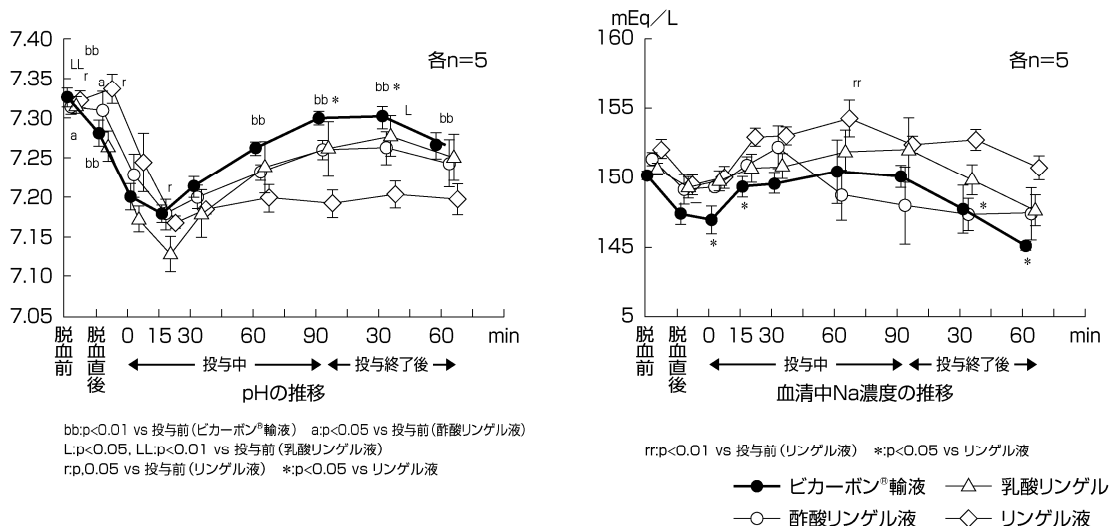 mEq／L
7.40
7.35
7.30
7.25
7.20
7.15
7.10
7.05
各n=5
LL
bb
r
a
r
a
bb
r
bb
bb *
bb *
L
bb
脱血前
脱血直後
0 15 30 60 90 30 60 min
投与中
投与終了後
pHの推移
160
155
150
145
5
各n=5
rr
*
*
*
*
脱血前
脱血直後
0 15 30 60 90 30 60 min
投与中
投与終了後
血清中Na濃度の推移
bb:p<0.01 vs 投与前(ビカーボン®輸液) a:p<0.05 vs 投与前(酢酸リンゲル液)
L:p<0.05, LL:p<0.01 vs 投与前(乳酸リンゲル液)
r:p,0.05 vs 投与前(リンゲル液) *:p<0.05 vs リンゲル液
rr:p<0.01 vs 投与前(リンゲル液) *:p<0.05 vs リンゲル液
ビカーボン®輸液
乳酸リンゲル
酢酸リンゲル液
リンゲル液